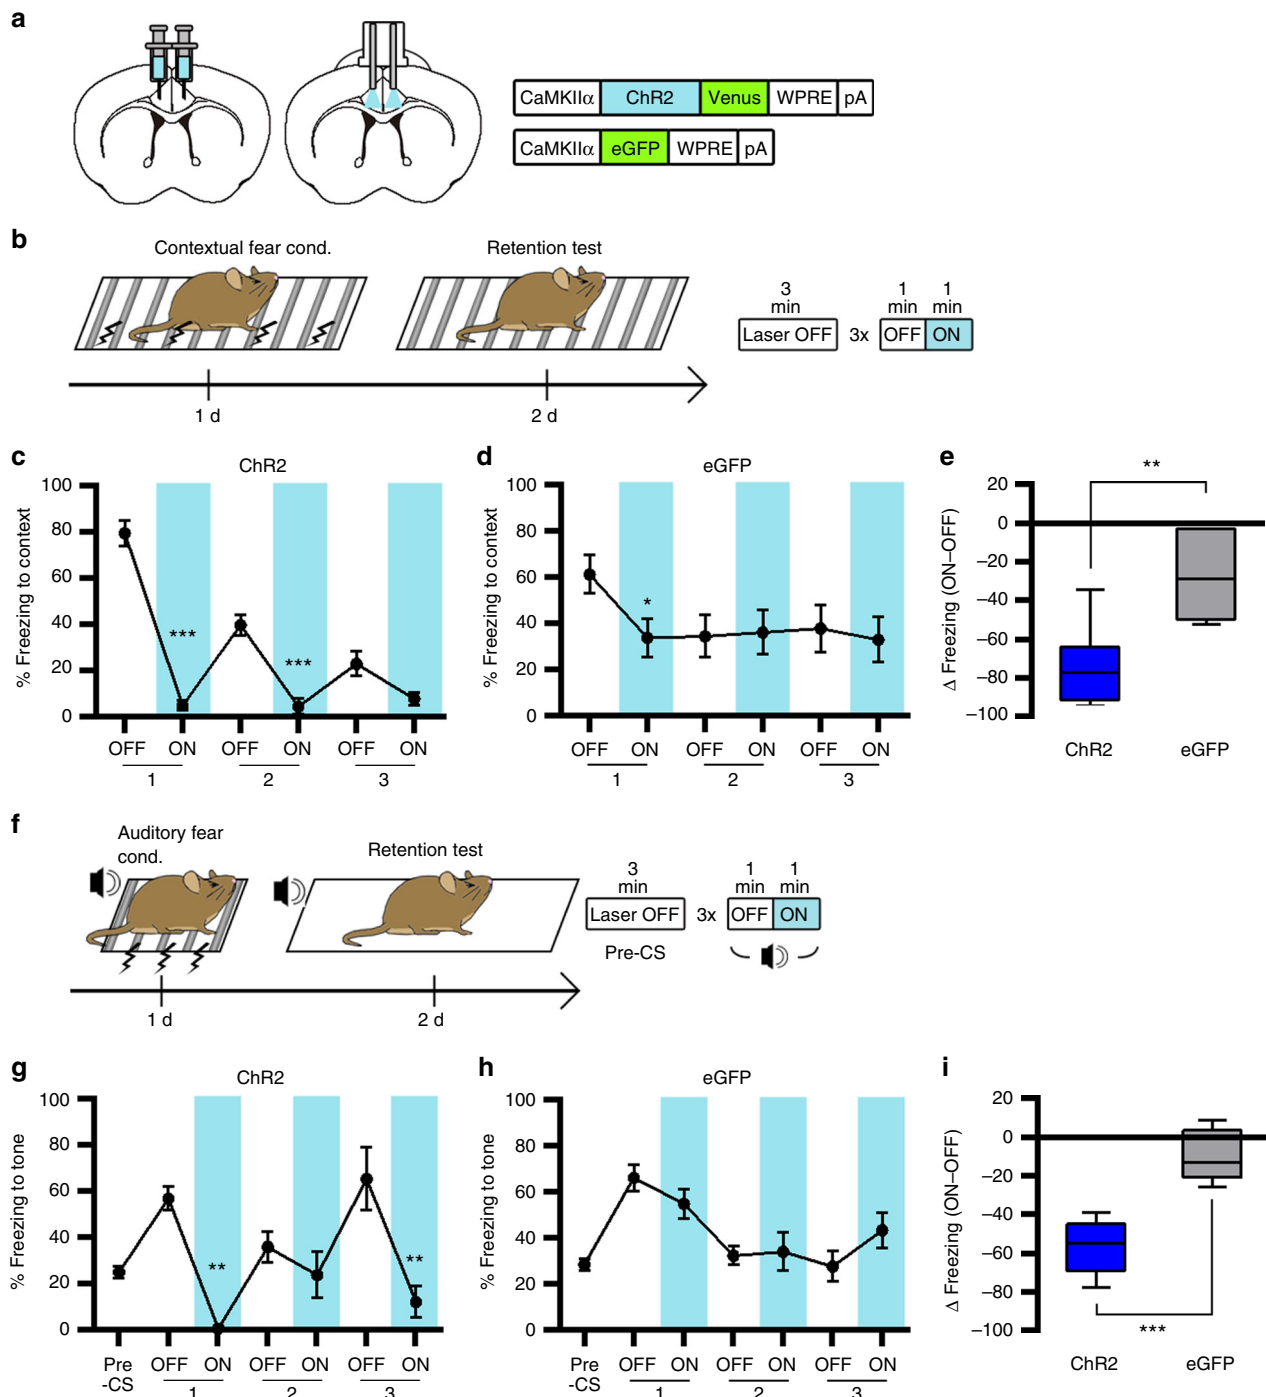 a
CaMKIIα ChR2 Venus WPRE pA
CaMKIIα eGFP WPRE pA
b
Contextual fear cond.
Retention test
3 min
1 min
1 min
Laser OFF 3x OFF ON
1 d
2 d
c
ChR2
% Freezing to context
100
80
60
40
20
0
***
***
OFF ON OFF ON OFF ON
1 2 3
d
eGFP
% Freezing to context
100
80
60
40
20
0
*
OFF ON OFF ON OFF ON
1 2 3
e
**
Δ Freezing (ON–OFF)
20
0
–20
–40
–60
–80
–100
ChR2 eGFP
f
Auditory fear
cond.
Retention test
3 min
1 min
1 min
Laser OFF 3x OFF ON
Pre-CS
1 d
2 d
g
ChR2
% Freezing to tone
100
80
60
40
20
0
**
**
Pre
-CS
OFF ON OFF ON OFF ON
1 2 3
h
eGFP
% Freezing to tone
100
80
60
40
20
0
Pre
-CS
OFF ON OFF ON OFF ON
1 2 3
i
Δ Freezing (ON–OFF)
20
0
–20
–40
–60
–80
–100
***
ChR2 eGFP